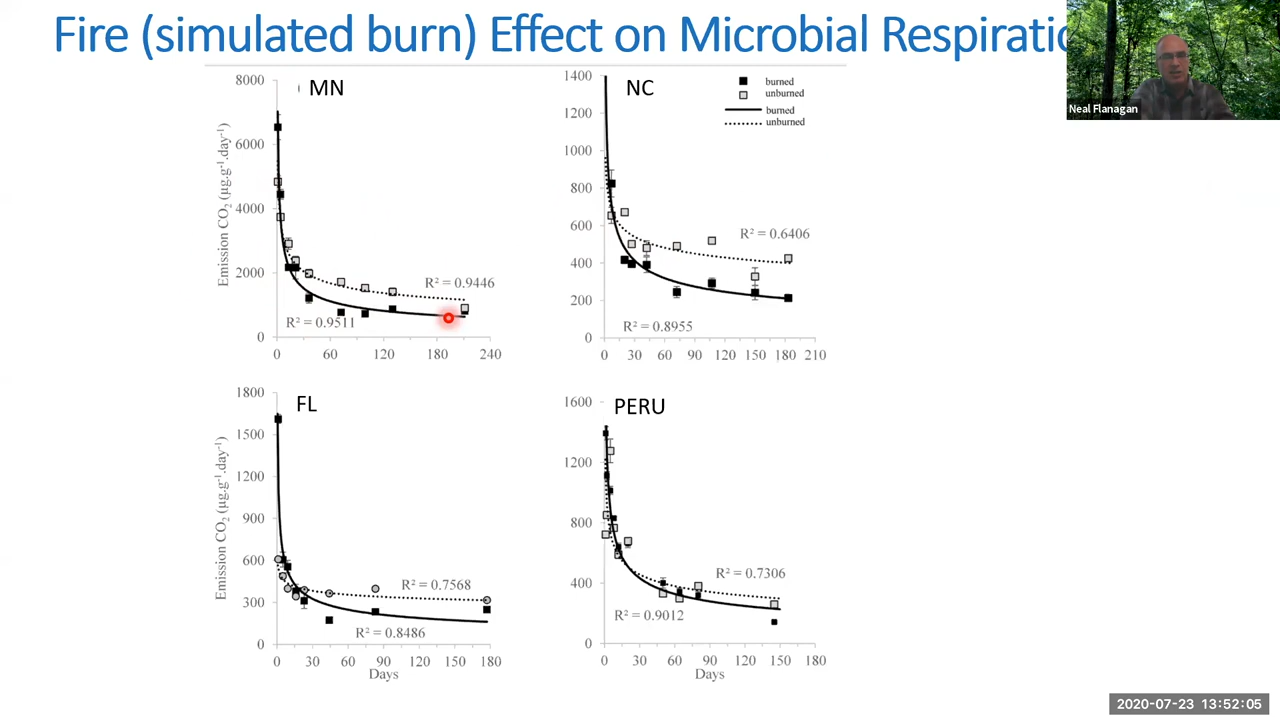 Fire (simulated burn) Effect on Microbial Respiratio
Neal Flanagan
MN
8000
6000
4000
2000
0
Emission CO₂ (µg.g⁻¹.day⁻¹)
R² = 0.9446
R² = 0.9511
0 60 120 180 240
NC
1400
1200
1000
800
600
400
200
0
burned
unburned
burned
unburned
R² = 0.6406
R² = 0.8955
0 30 60 90 120 150 180 210
FL
1800
1500
1200
900
600
300
0
Emission CO₂ (µg.g⁻¹.day⁻¹)
R² = 0.7568
R² = 0.8486
0 30 60 90 120 150 180
Days
PERU
1600
1200
800
400
0
R² = 0.7306
R² = 0.9012
0 30 60 90 120 150 180
Days
2020-07-23 13:52:05